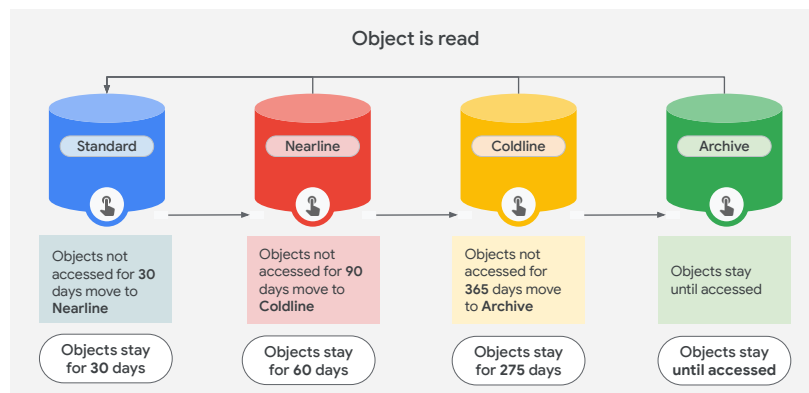 Object is read
Standard
Nearline
Coldline
Archive
Objects not
accessed for 30
days move to
Nearline
Objects not
accessed for 90
days move to
Coldline
Objects not
accessed for
365 days move
to Archive
Objects stay
until accessed
Objects stay
for 30 days
Objects stay
for 60 days
Objects stay
for 275 days
Objects stay
until accessed